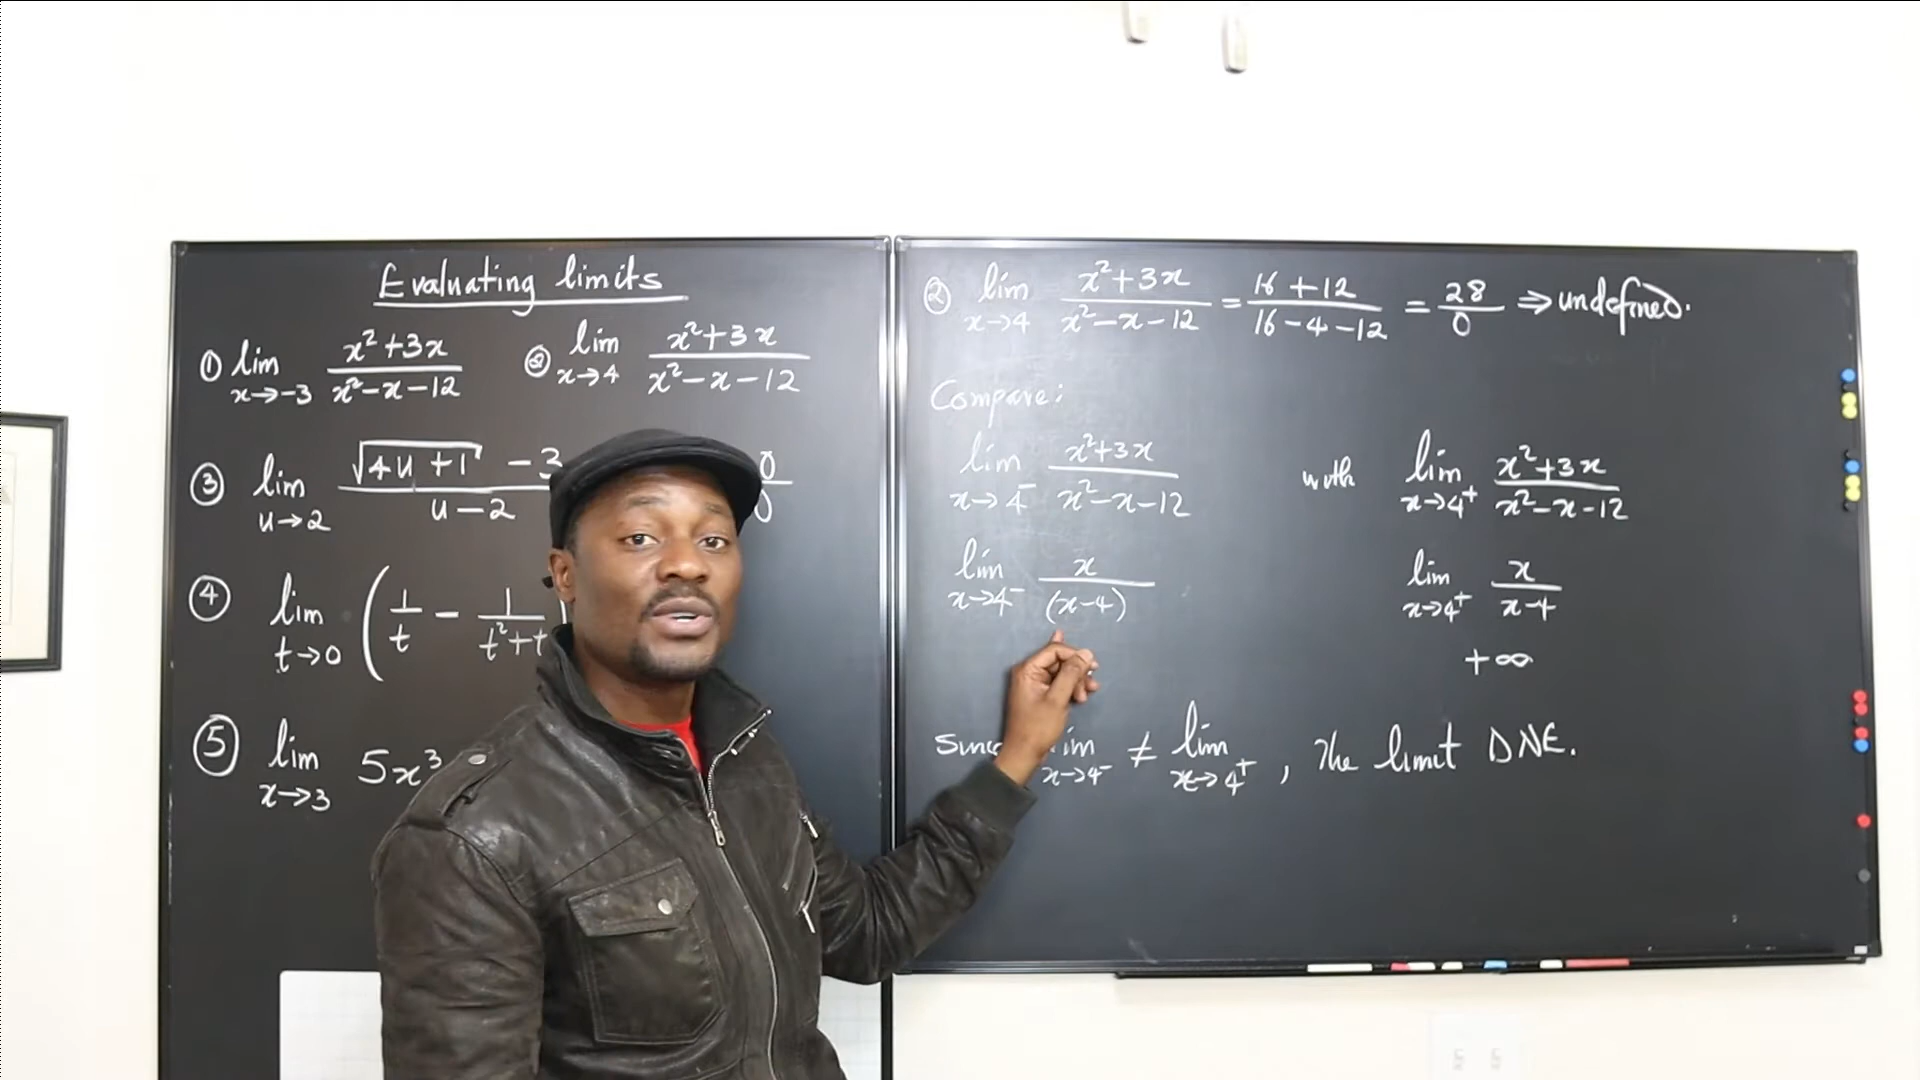 Evaluating limits
① lim x→-3 x²+3x / x²-x-12
② lim x→4 x²+3x / x²-x-12
③ lim u→2 √4u+1 -3 / u-2 0/0
④ lim t→0 ( 1/t - 1/t²+t )
⑤ lim x→3 5x³
② lim x→4 x²+3x / x²-x-12 = 16+12 / 16-4-12 = 28/0 ⇒ undefined.
Compare:
lim x→4⁻ x²+3x / x²-x-12 with lim x→4⁺ x²+3x / x²-x-12
lim x→4⁻ x / (x-4) lim x→4⁺ x / x-4
+∞
lim x→4⁻ ≠ lim x→4⁺, the limit DNE.